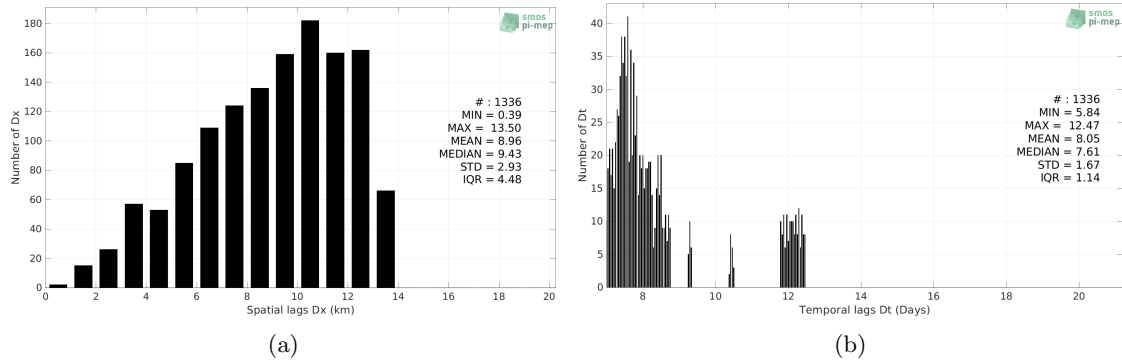 smos
pi-mep
180
160
140
120
100
80
60
40
20
0
Number of Dx
# : 1336
MIN = 0.39
MAX = 13.50
MEAN = 8.96
MEDIAN = 9.43
STD = 2.93
IQR = 4.48
0 2 4 6 8 10 12 14 16 18 20
Spatial lags Dx (km)
(a)
smos
pi-mep
40
35
30
25
20
15
10
5
0
Number of Dt
# : 1336
MIN = 5.84
MAX = 12.47
MEAN = 8.05
MEDIAN = 7.61
STD = 1.67
IQR = 1.14
8 10 12 14 16 18 20
Temporal lags Dt (Days)
(b)